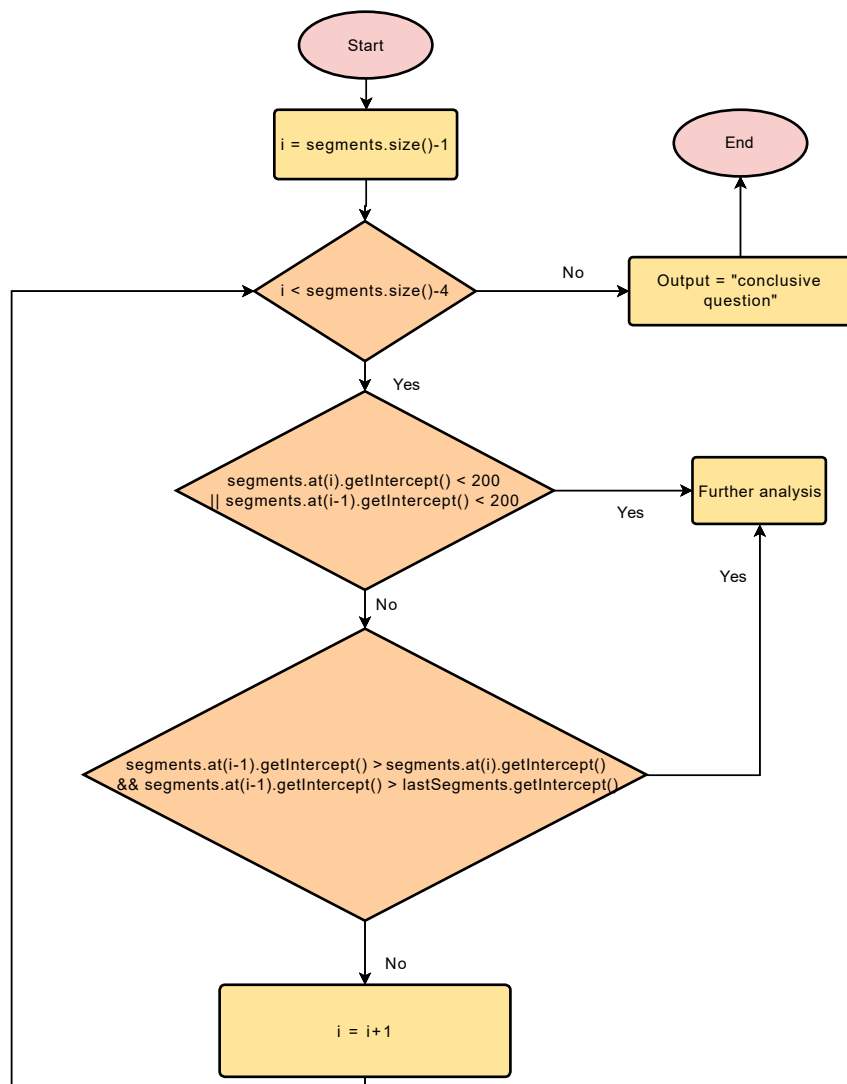 Start
i = segments.size()-1
End
i < segments.size()-4
No
Output = "conclusive
question"
Yes
segments.at(i).getIntercept() < 200
|| segments.at(i-1).getIntercept() < 200
Yes
Further analysis
No
Yes
segments.at(i-1).getIntercept() > segments.at(i).getIntercept()
&& segments.at(i-1).getIntercept() > lastSegments.getIntercept()
No
i = i+1